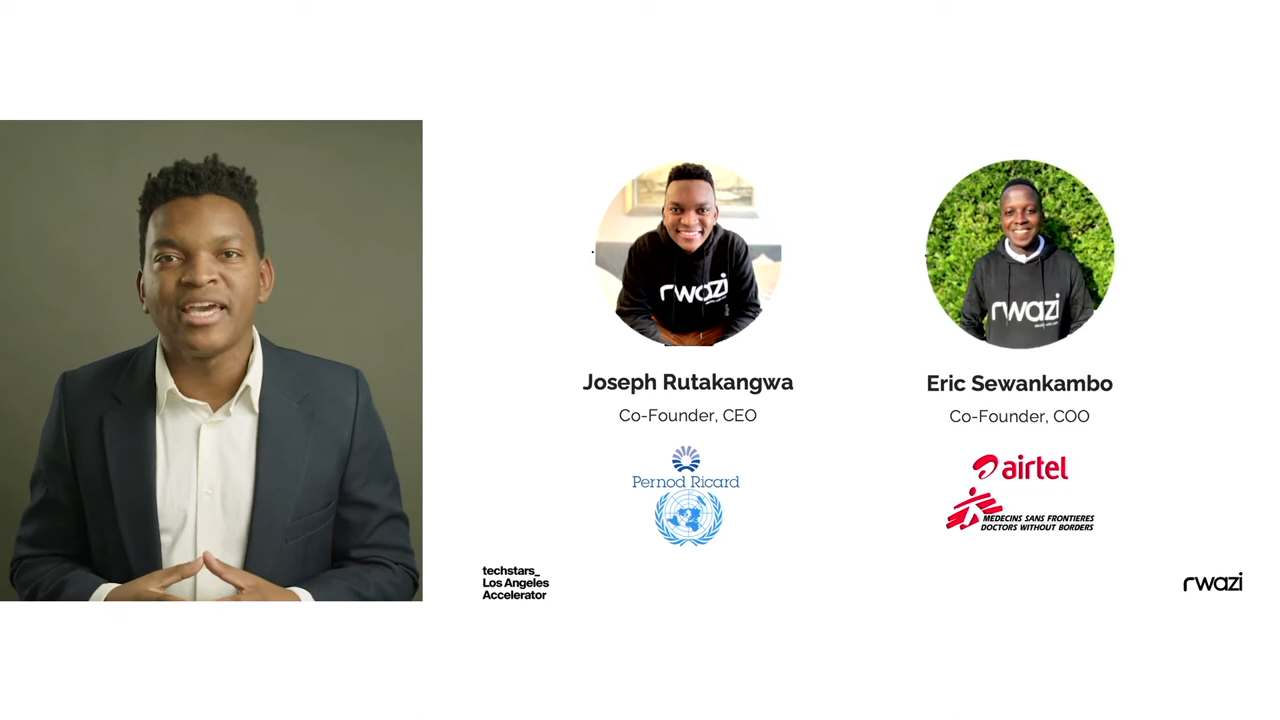 rwazi
rwazi
Joseph Rutakangwa
Eric Sewankambo
Co-Founder, CEO
Co-Founder, COO
Pernod Ricard
airtel
MEDECINS SANS FRONTIERES
DOCTORS WITHOUT BORDERS
techstars_
Los Angeles
Accelerator
rwazi